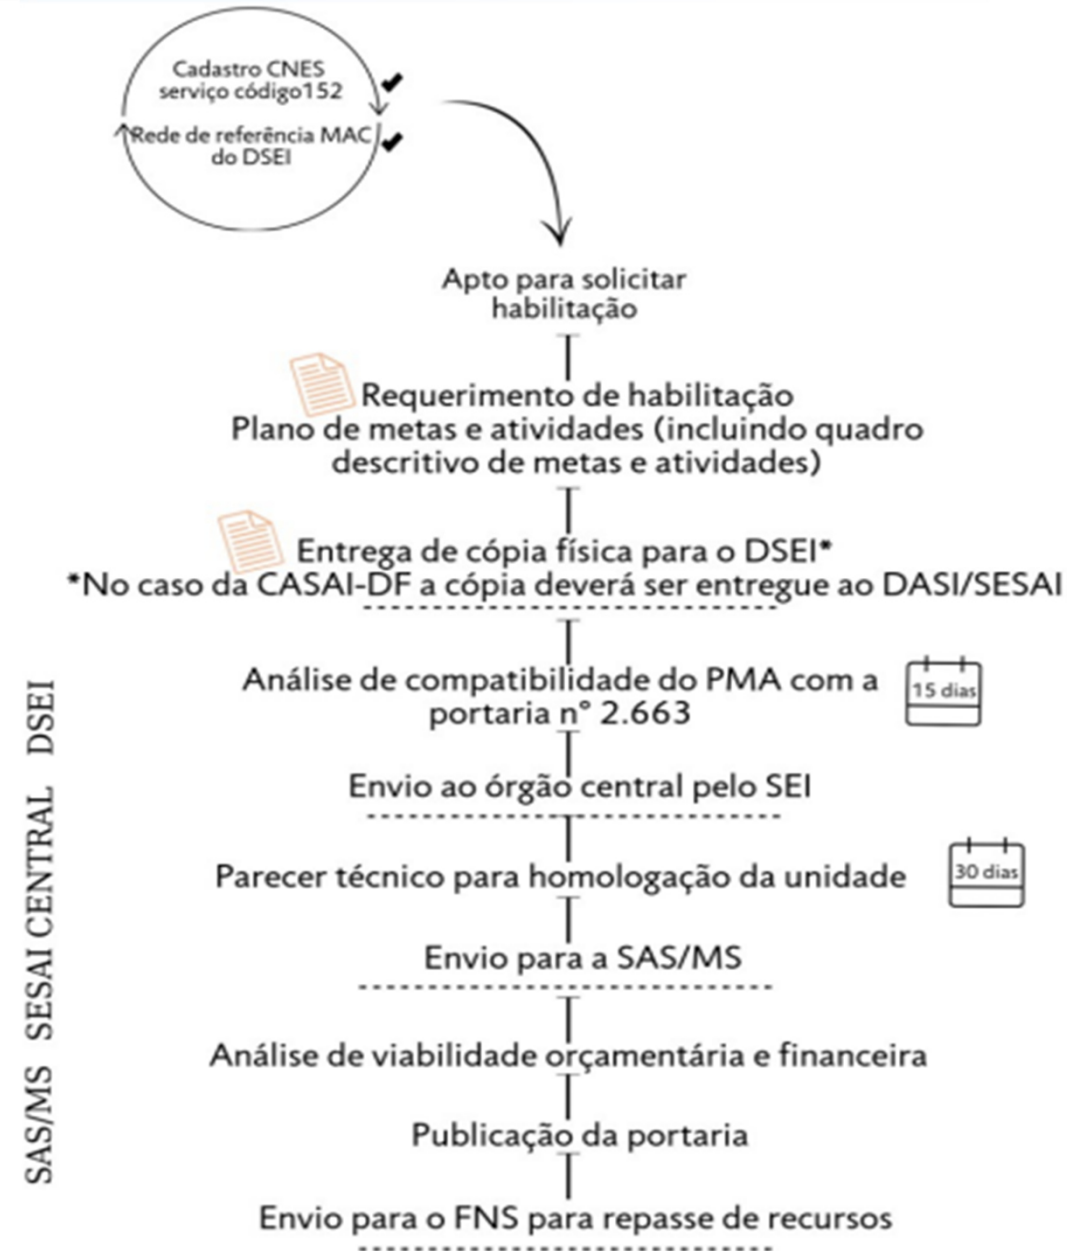 Cadastro CNES
serviço código152
Rede de referência MAC
do DSEI
Apto para solicitar
habilitação
Requerimento de habilitação
Plano de metas e atividades (incluindo quadro
descritivo de metas e atividades)
Entrega de cópia física para o DSEI*
*No caso da CASAI-DF a cópia deverá ser entregue ao DASI/SESAI
DSEI
Análise de compatibilidade do PMA com a
portaria n° 2.663
15 dias
Envio ao órgão central pelo SEI
SESAI CENTRAL
Parecer técnico para homologação da unidade
30 dias
Envio para a SAS/MS
SAS/MS
Análise de viabilidade orçamentária e financeira
Publicação da portaria
Envio para o FNS para repasse de recursos